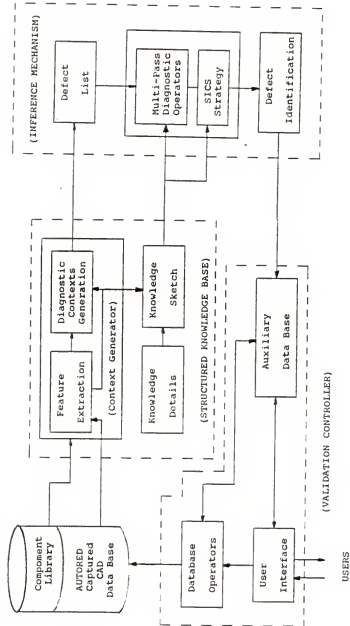 (INFERENCE MECHANISM)
Defect
List
Multi-Pass
Diagnostic
Operators
SICS
Strategy
Defect
Identification
Diagnostic
Contexts
Generation
Feature
Extraction
(Context Generator)
Knowledge
Sketch
Knowledge
Details
(STRUCTURED KNOWLEDGE BASE)
Component
Library
AUTORED
Captured
CAD
Data Base
Database
Operators
Auxiliary
Data Base
User
Interface
(VALIDATION CONTROLLER)
USERS